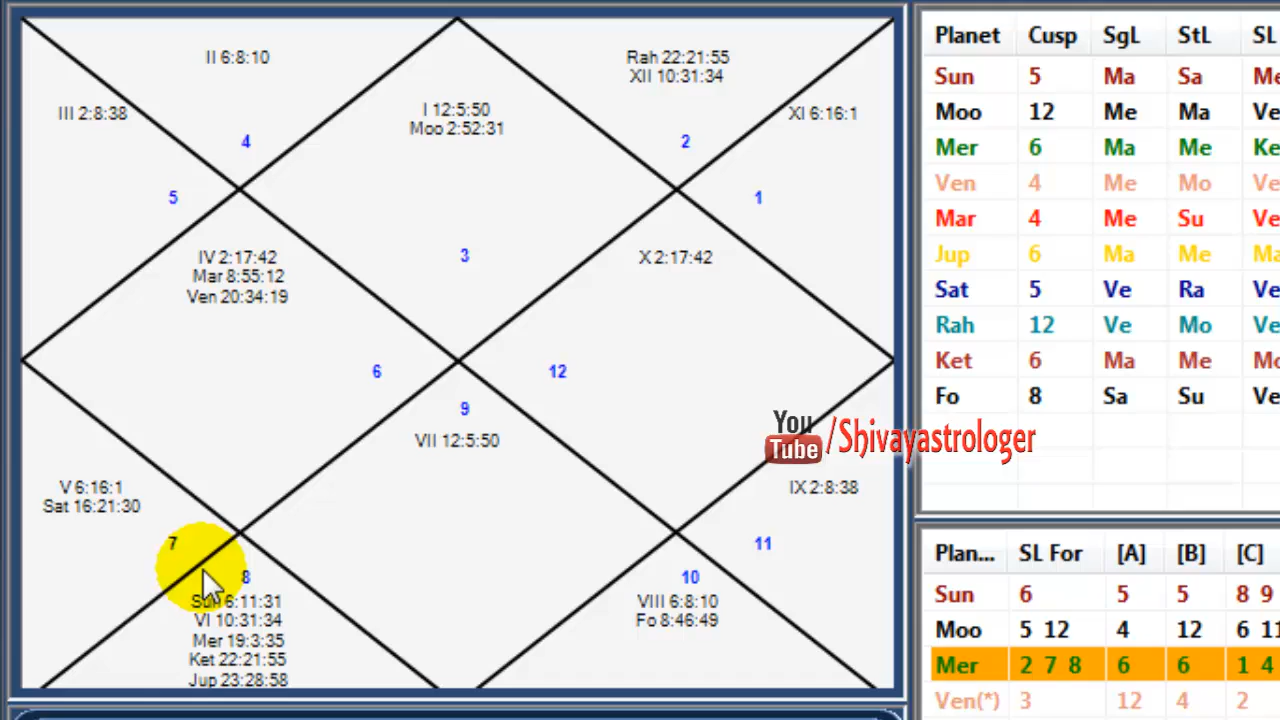 II 6:8:10
Rah 22:21:55
XII 10:31:34
III 2:8:38
I 12:5:50
Moo 2:52:31
XI 6:16:1
4
2
5
1
IV 2:17:42
Mar 8:55:12
Ven 20:34:19
3
X 2:17:42
6
12
9
VII 12:5:50
V 6:16:1
Sat 16:21:30
IX 2:8:38
7
11
8
10
Sun 6:11:31
VI 10:31:34
Mer 19:3:35
Ket 22:21:55
Jup 23:28:58
VIII 6:8:10
Fo 8:46:49
You Tube /Shivayastrologer
Planet Cusp SgL StL SL
Sun 5 Ma Sa Me
Moo 12 Me Ma Ve
Mer 6 Ma Me Ke
Ven 4 Me Mo Ve
Mar 4 Me Su Ve
Jup 6 Ma Me Ma
Sat 5 Ve Ra Ve
Rah 12 Ve Mo Ve
Ket 6 Ma Me Mo
Fo 8 Sa Su Ve
Plan... SL For [A] [B] [C]
Sun 6 5 5 8 9
Moo 5 12 4 12 6 11
Mer 2 7 8 6 6 1 4
Ven(*) 3 12 4 2